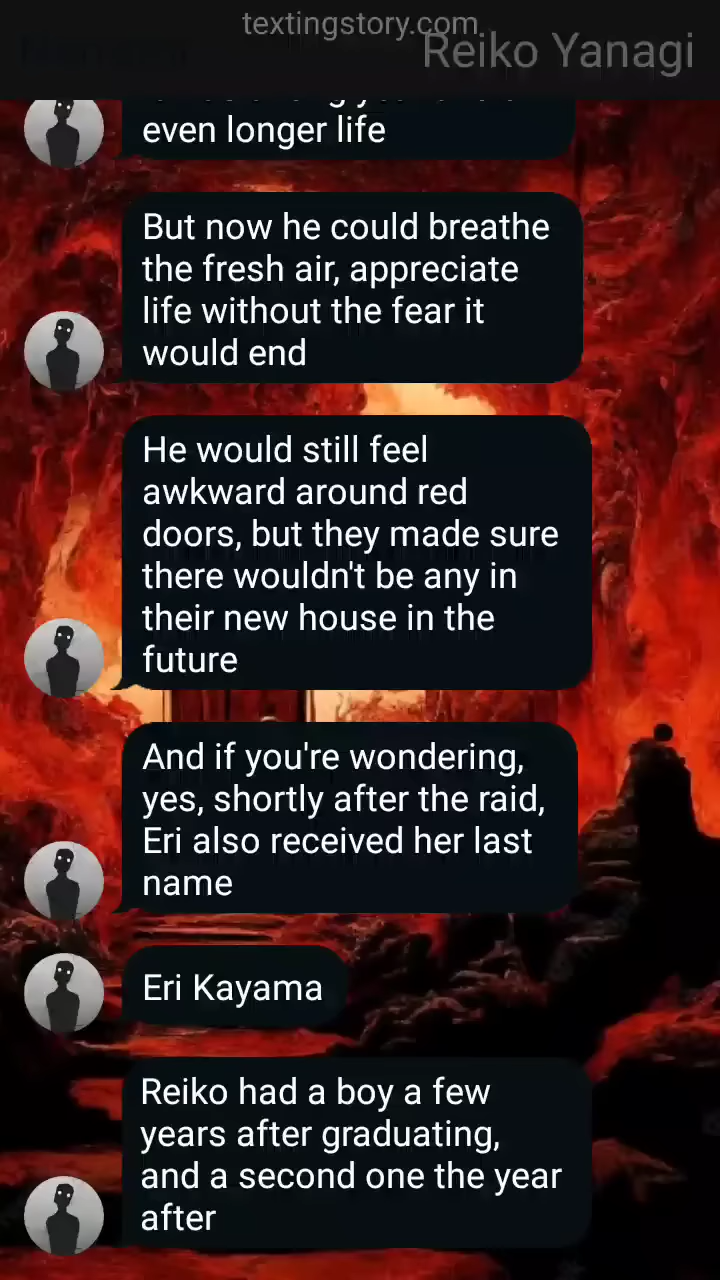 textingstory.com
Reiko Yanagi
even longer life
But now he could breathe
the fresh air, appreciate
life without the fear it
would end
He would still feel
awkward around red
doors, but they made sure
there wouldn't be any in
their new house in the
future
And if you're wondering,
yes, shortly after the raid,
Eri also received her last
name
Eri Kayama
Reiko had a boy a few
years after graduating,
and a second one the year
after